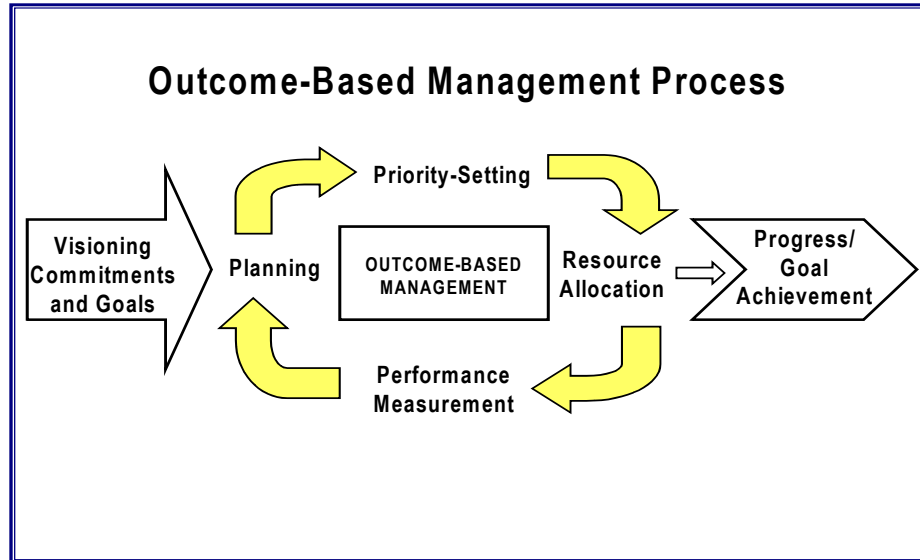 Outcome-Based Management Process
Priority-Setting
Visioning
Commitments
and Goals
Planning
OUTCOME-BASED
MANAGEMENT
Resource
Allocation
Progress/
Goal
Achievement
Performance
Measurement